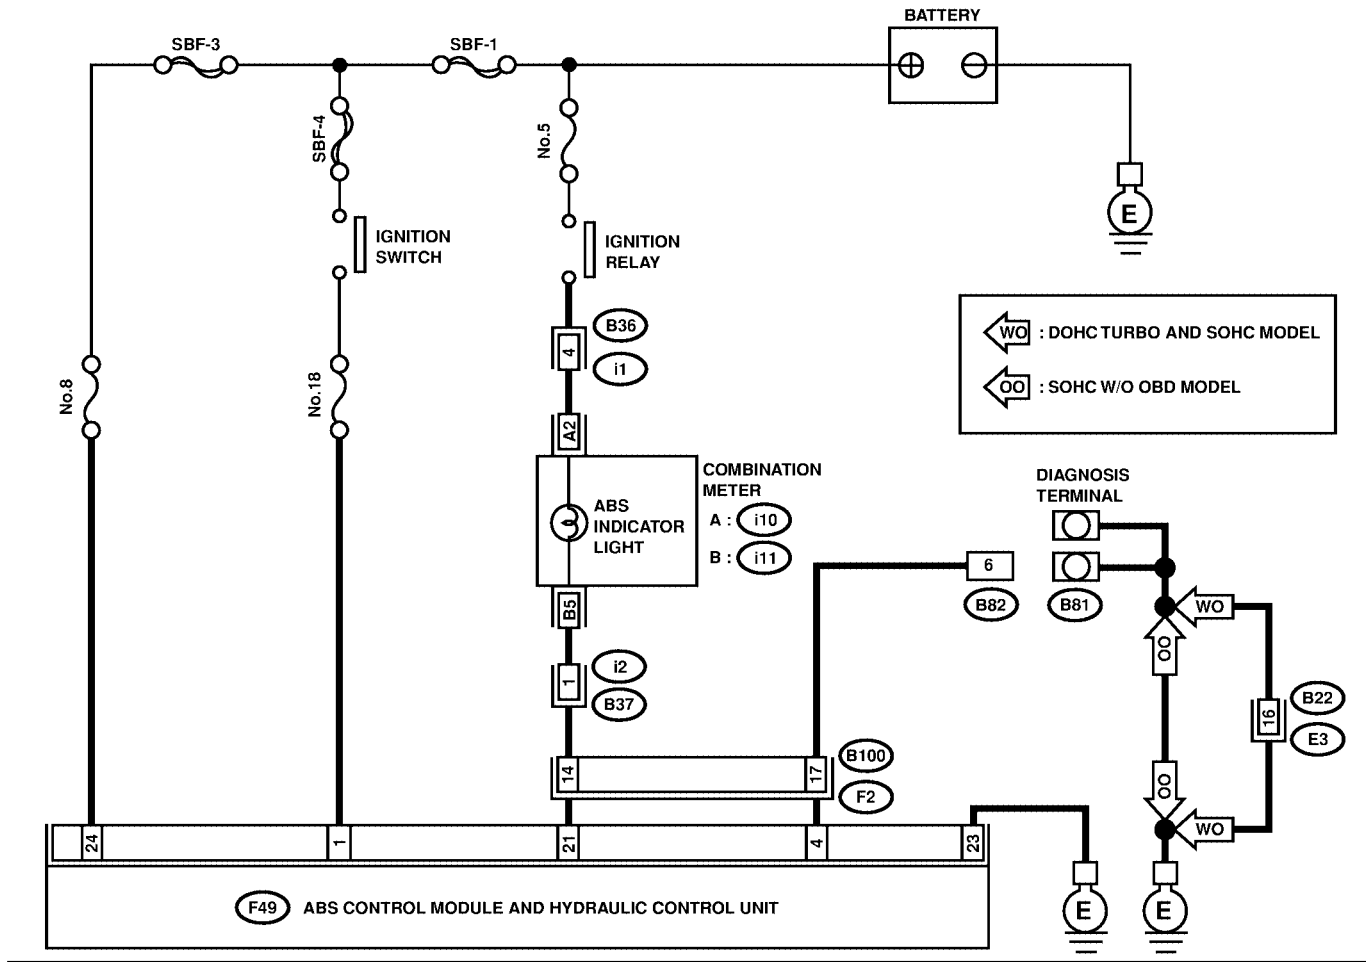 BATTERY
SBF-3
SBF-1
SBF-4
No.5
E
IGNITION
SWITCH
IGNITION
RELAY
B36
4
i1
WO : DOHC TURBO AND SOHC MODEL
OO : SOHC W/O OBD MODEL
No.8
No.18
A2
COMBINATION
METER
A : i10
B : i11
ABS
INDICATOR
LIGHT
DIAGNOSIS
TERMINAL
6
B82
B81
WO
OO
B5
i2
1
B37
B22
16
E3
B100
14
17
F2
OO
WO
24
1
21
4
23
F49 ABS CONTROL MODULE AND HYDRAULIC CONTROL UNIT
E
E